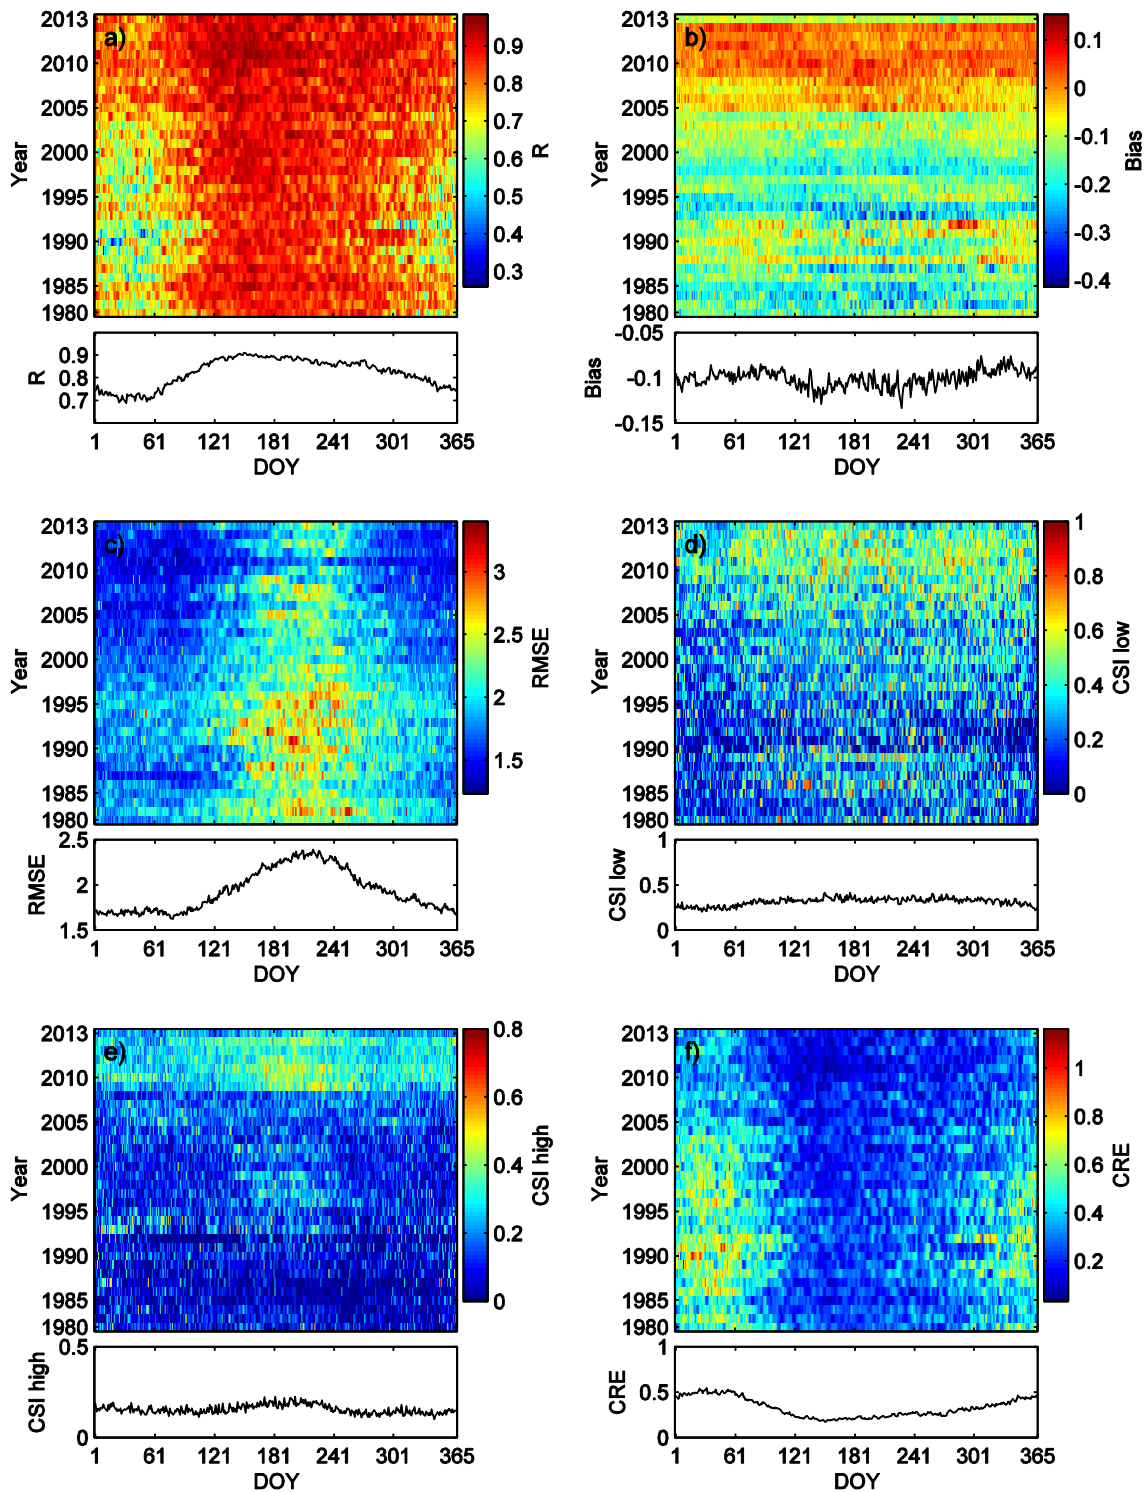 a)
2013
2010
2005
2000
1995
1990
1985
1980
Year
0.9
0.8
0.7
0.6
0.5
0.4
0.3
R
0.9
0.8
0.7
R
1 61 121 181 241 301 365
DOY
b)
2013
2010
2005
2000
1995
1990
1985
1980
Year
0.1
0
-0.1
-0.2
-0.3
-0.4
Bias
-0.05
-0.1
-0.15
Bias
1 61 121 181 241 301 365
DOY
c)
2013
2010
2005
2000
1995
1990
1985
1980
Year
3
2.5
2
1.5
RMSE
2.5
2
1.5
RMSE
1 61 121 181 241 301 365
DOY
d)
2013
2010
2005
2000
1995
1990
1985
1980
Year
1
0.8
0.6
0.4
0.2
0
CSI low
1
0.5
0
CSI low
1 61 121 181 241 301 365
DOY
e)
2013
2010
2005
2000
1995
1990
1985
1980
Year
0.8
0.6
0.4
0.2
0
CSI high
0.5
0
CSI high
1 61 121 181 241 301 365
DOY
f)
2013
2010
2005
2000
1995
1990
1985
1980
Year
1
0.8
0.6
0.4
0.2
CRE
1
0.5
0
CRE
1 61 121 181 241 301 365
DOY